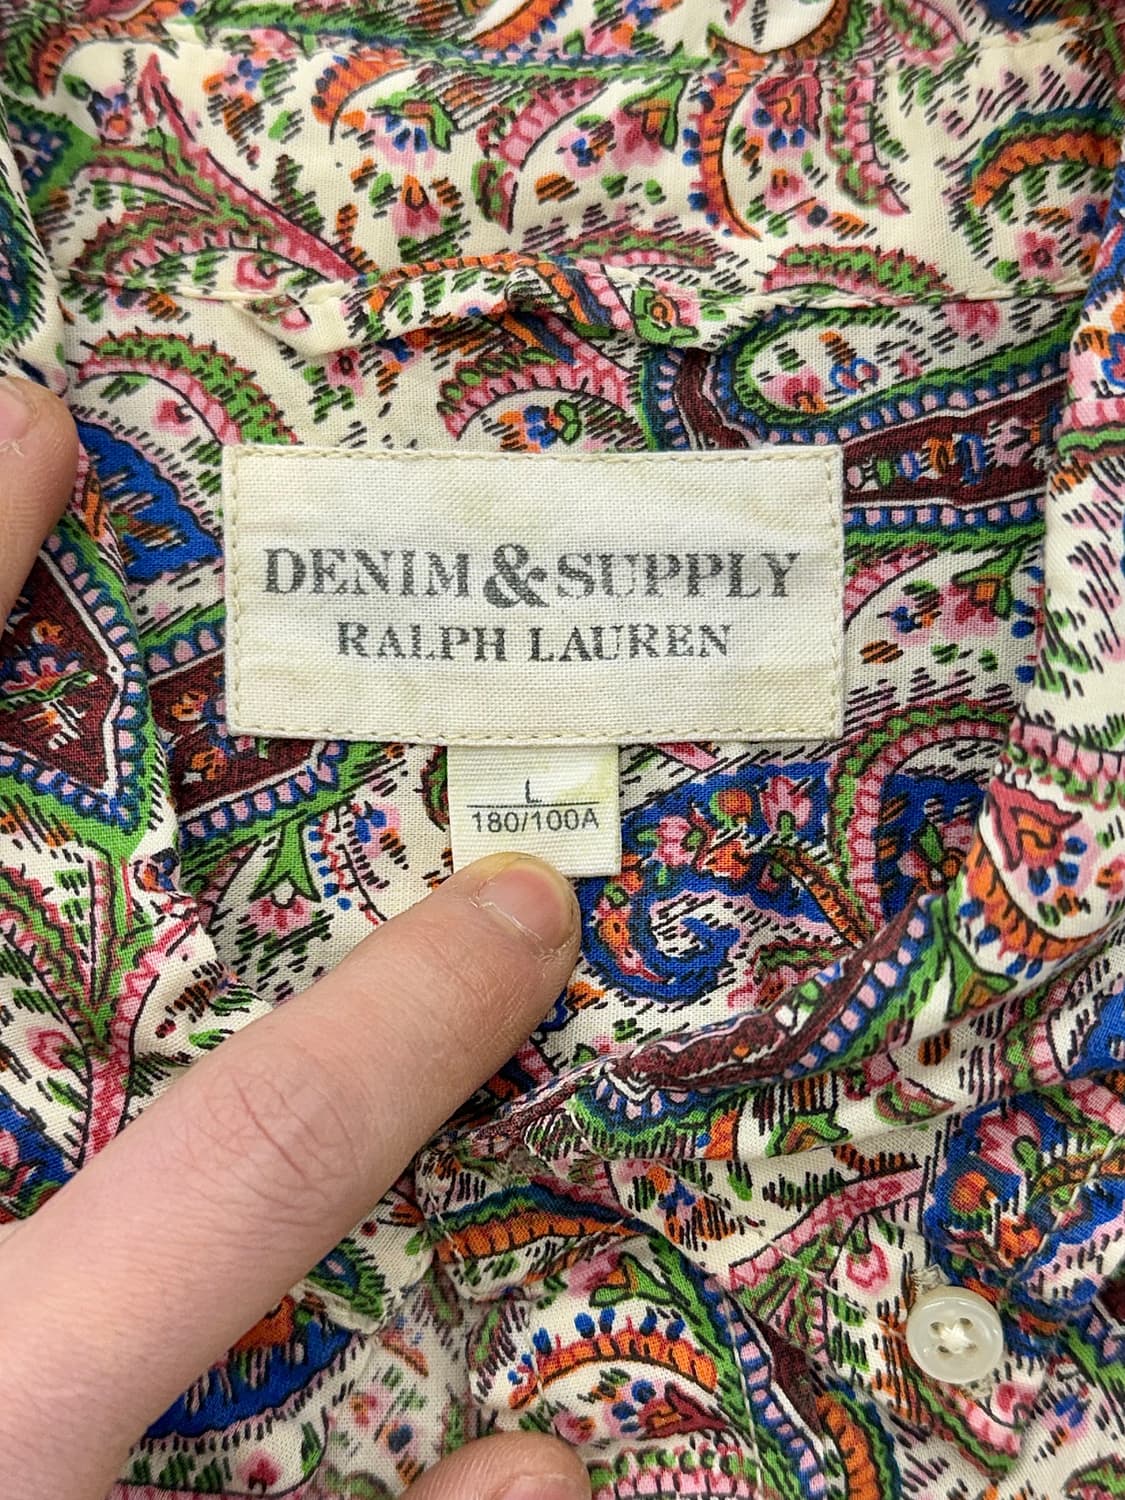 DENIM & SUPPLY
RALPH LAUREN
L
180/100A